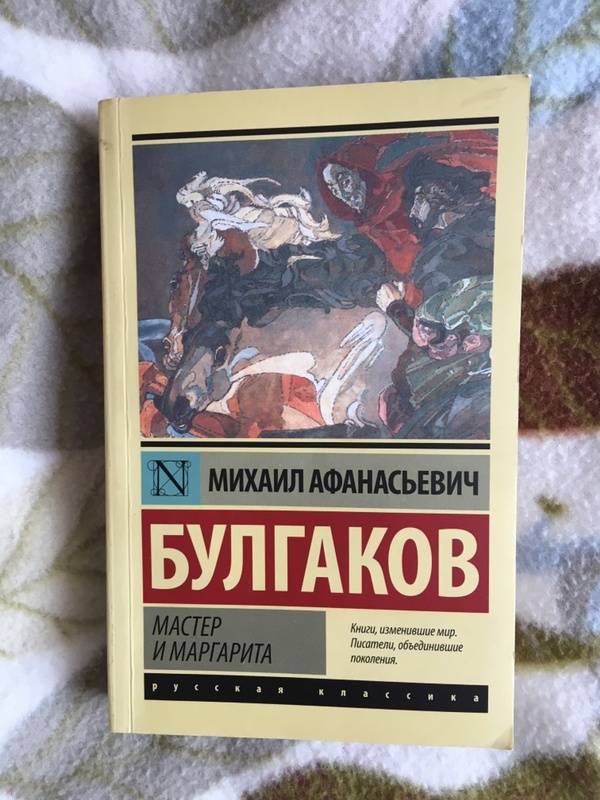 N
МИХАИЛ АФАНАСЬЕВИЧ
БУЛГАКОВ
МАСТЕР
И МАРГАРИТА
Книги, изменившие мир.
Писатели, объединившие
поколения.
русская классика